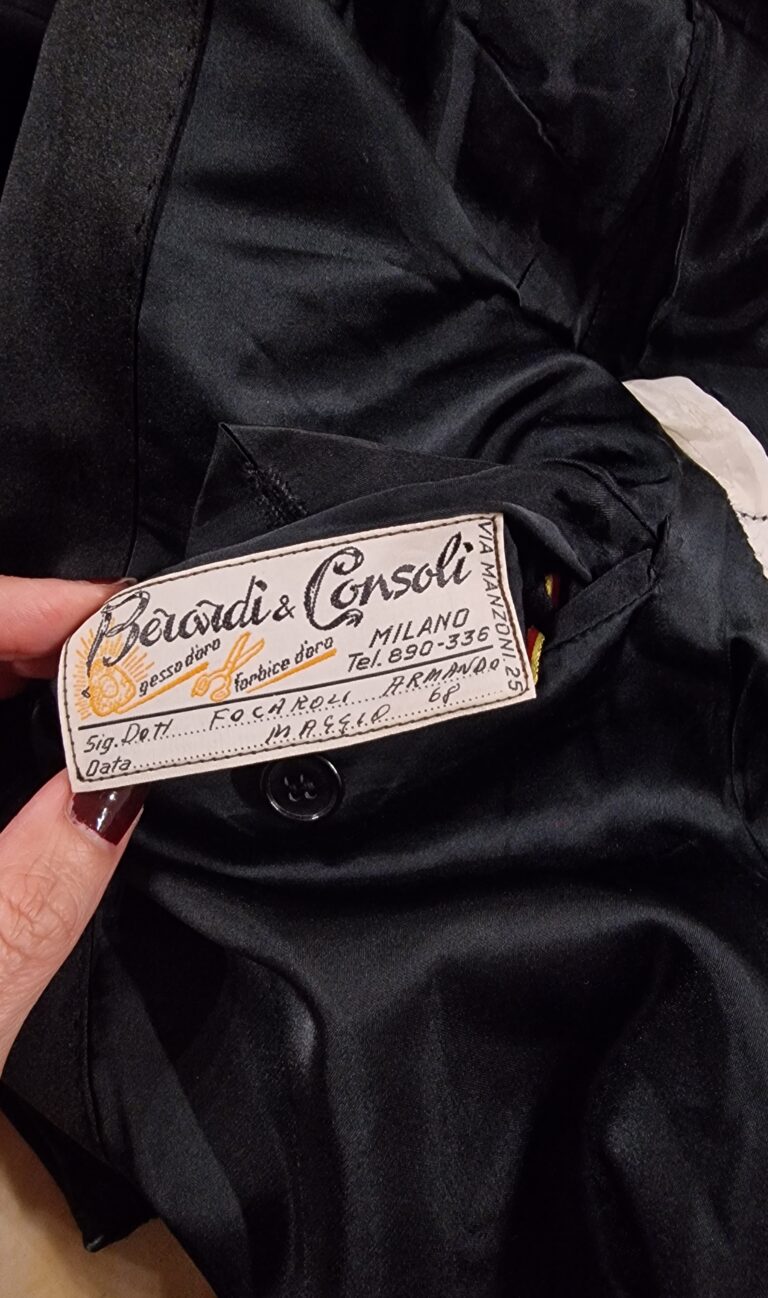 Berardi & Consoli
gesso d'oro
forbice d'oro
MILANO
Tel. 890-336
VIA MANZONI. 25
Sig. Dott FOCAROLI ARMANDO
Data MAGGIO 68